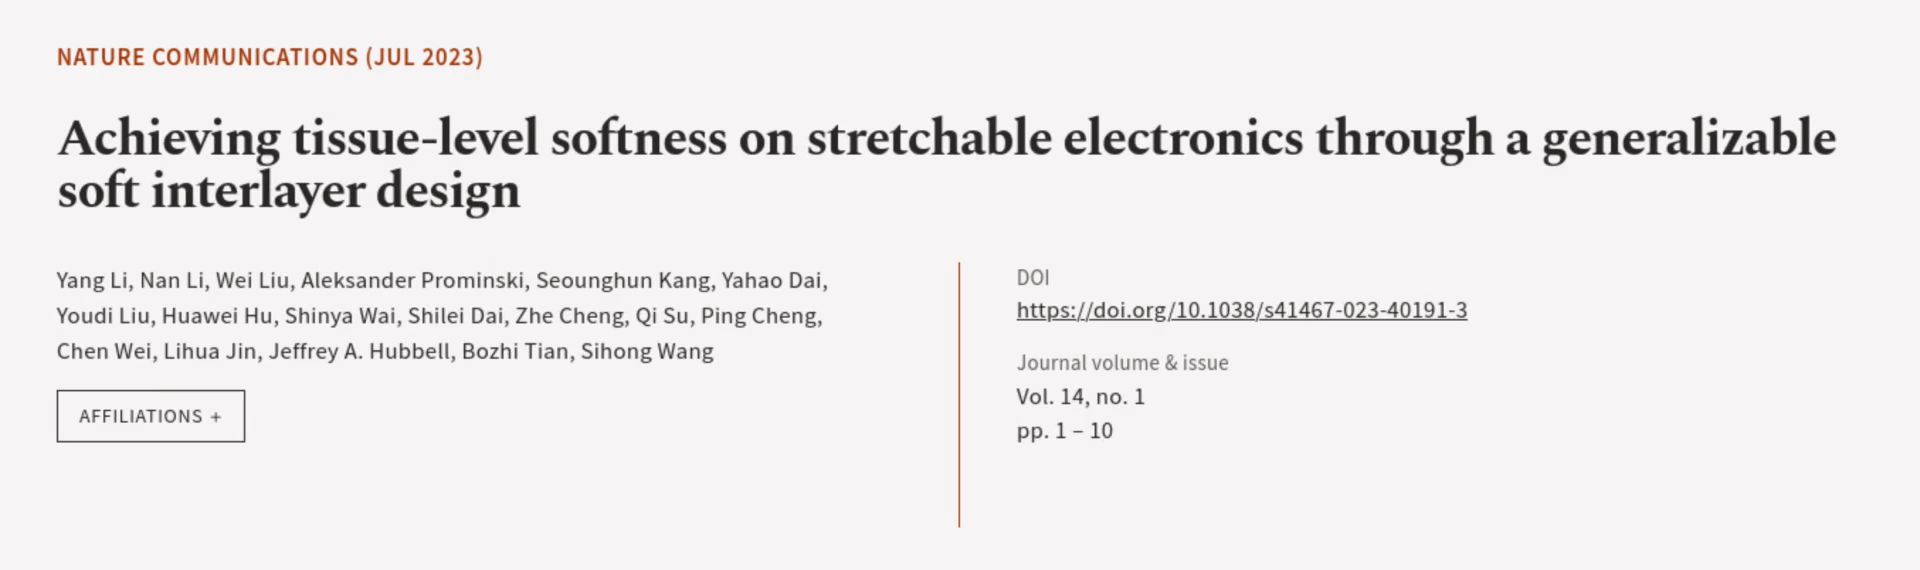 NATURE COMMUNICATIONS (JUL 2023)
Achieving tissue-level softness on stretchable electronics through a generalizable
soft interlayer design
Yang Li, Nan Li, Wei Liu, Aleksander Prominski, Seounghun Kang, Yahao Dai,
Youdi Liu, Huawei Hu, Shinya Wai, Shilei Dai, Zhe Cheng, Qi Su, Ping Cheng,
Chen Wei, Lihua Jin, Jeffrey A. Hubbell, Bozhi Tian, Sihong Wang
AFFILIATIONS +
DOI
https://doi.org/10.1038/s41467-023-40191-3
Journal volume & issue
Vol. 14, no. 1
pp. 1 – 10